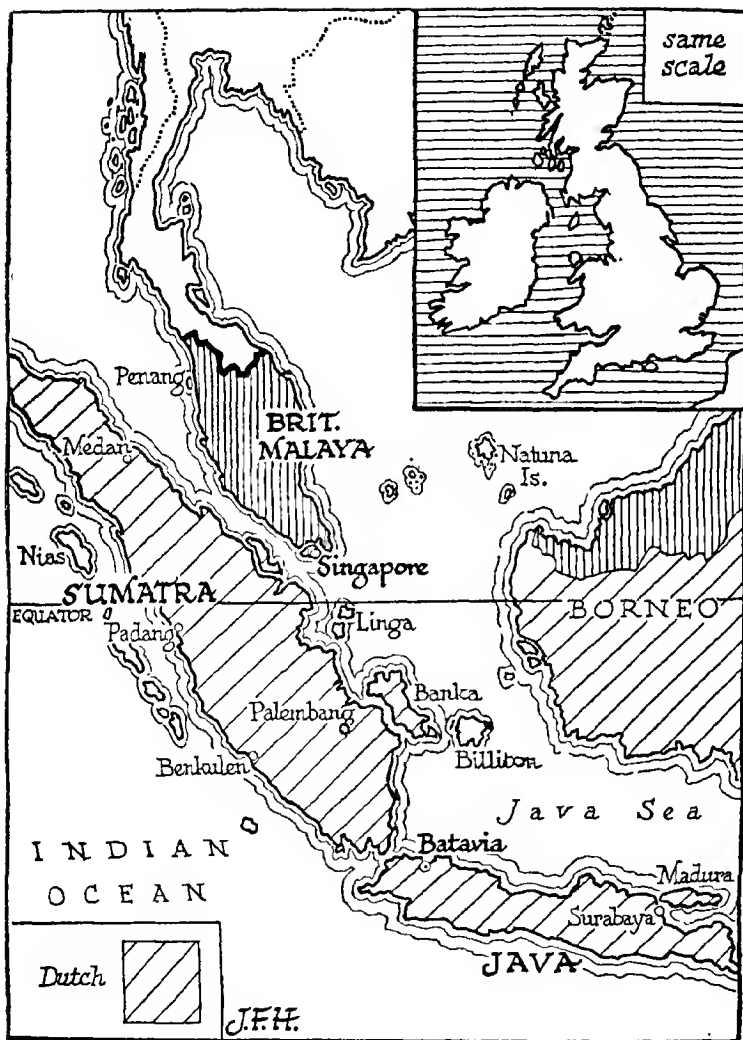 same
scale
Penang
BRIT.
MALAYA
Medang
Natuna
Is.
Nias
Singapore
SUMATRA
EQUATOR
BORNEO
Padang
Linga
Banka
Palembang
Benkulen
Billiton
Java Sea
INDIAN
OCEAN
Batavia
Madura
Surabaya
JAVA
Dutch
J.F.H.